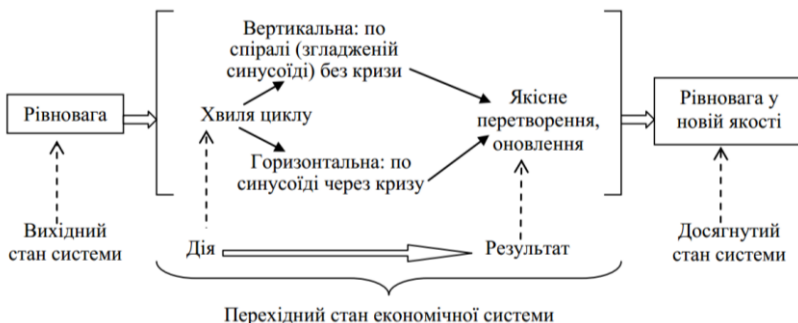 Вертикальна: по
спіралі (згладженій
синусоїді) без кризи
Рівновага
Хвиля циклу
Якісне
перетворення,
оновлення
Рівновага у
новій якості
Горизонтальна: по
синусоїді через кризу
Вихідний
стан системи
Дія
Результат
Досягнутий
стан системи
Перехідний стан економічної системи